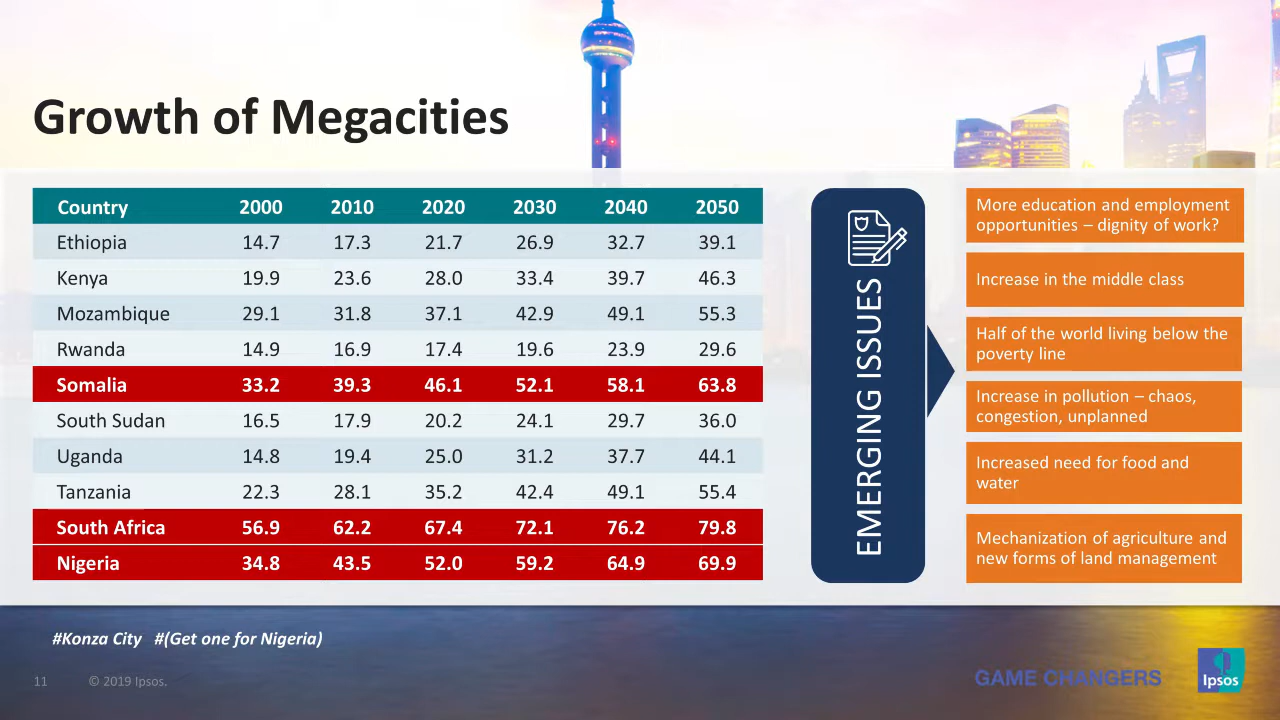 Growth of Megacities
Country 2000 2010 2020 2030 2040 2050
Ethiopia 14.7 17.3 21.7 26.9 32.7 39.1
Kenya 19.9 23.6 28.0 33.4 39.7 46.3
Mozambique 29.1 31.8 37.1 42.9 49.1 55.3
Rwanda 14.9 16.9 17.4 19.6 23.9 29.6
Somalia 33.2 39.3 46.1 52.1 58.1 63.8
South Sudan 16.5 17.9 20.2 24.1 29.7 36.0
Uganda 14.8 19.4 25.0 31.2 37.7 44.1
Tanzania 22.3 28.1 35.2 42.4 49.1 55.4
South Africa 56.9 62.2 67.4 72.1 76.2 79.8
Nigeria 34.8 43.5 52.0 59.2 64.9 69.9
EMERGING ISSUES
More education and employment
opportunities – dignity of work?
Increase in the middle class
Half of the world living below the
poverty line
Increase in pollution – chaos,
congestion, unplanned
Increased need for food and
water
Mechanization of agriculture and
new forms of land management
#Konza City #(Get one for Nigeria)
11 © 2019 Ipsos.
GAME CHANGERS
Ipsos